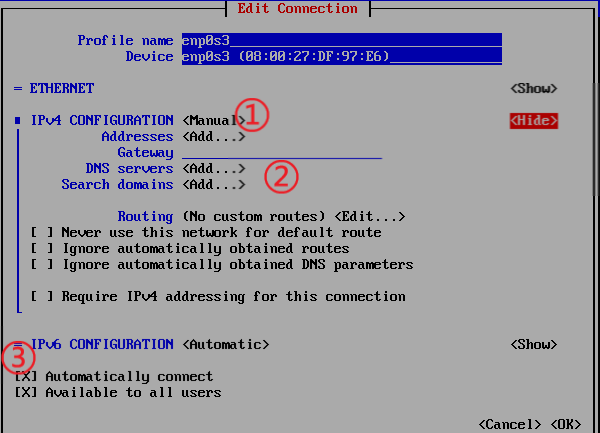 Edit Connection
Profile name enp0s3
Device enp0s3 (08:00:27:DF:97:E6)
= ETHERNET <Show>
IPv4 CONFIGURATION <Manual> ① <Hide>
Addresses <Add...>
Gateway
DNS servers <Add...> ②
Search domains <Add...>
Routing (No custom routes) <Edit...>
[ ] Never use this network for default route
[ ] Ignore automatically obtained routes
[ ] Ignore automatically obtained DNS parameters
[ ] Require IPv4 addressing for this connection
= IPv6 CONFIGURATION <Automatic> <Show>
③
[X] Automatically connect
[X] Available to all users
<Cancel> <OK>